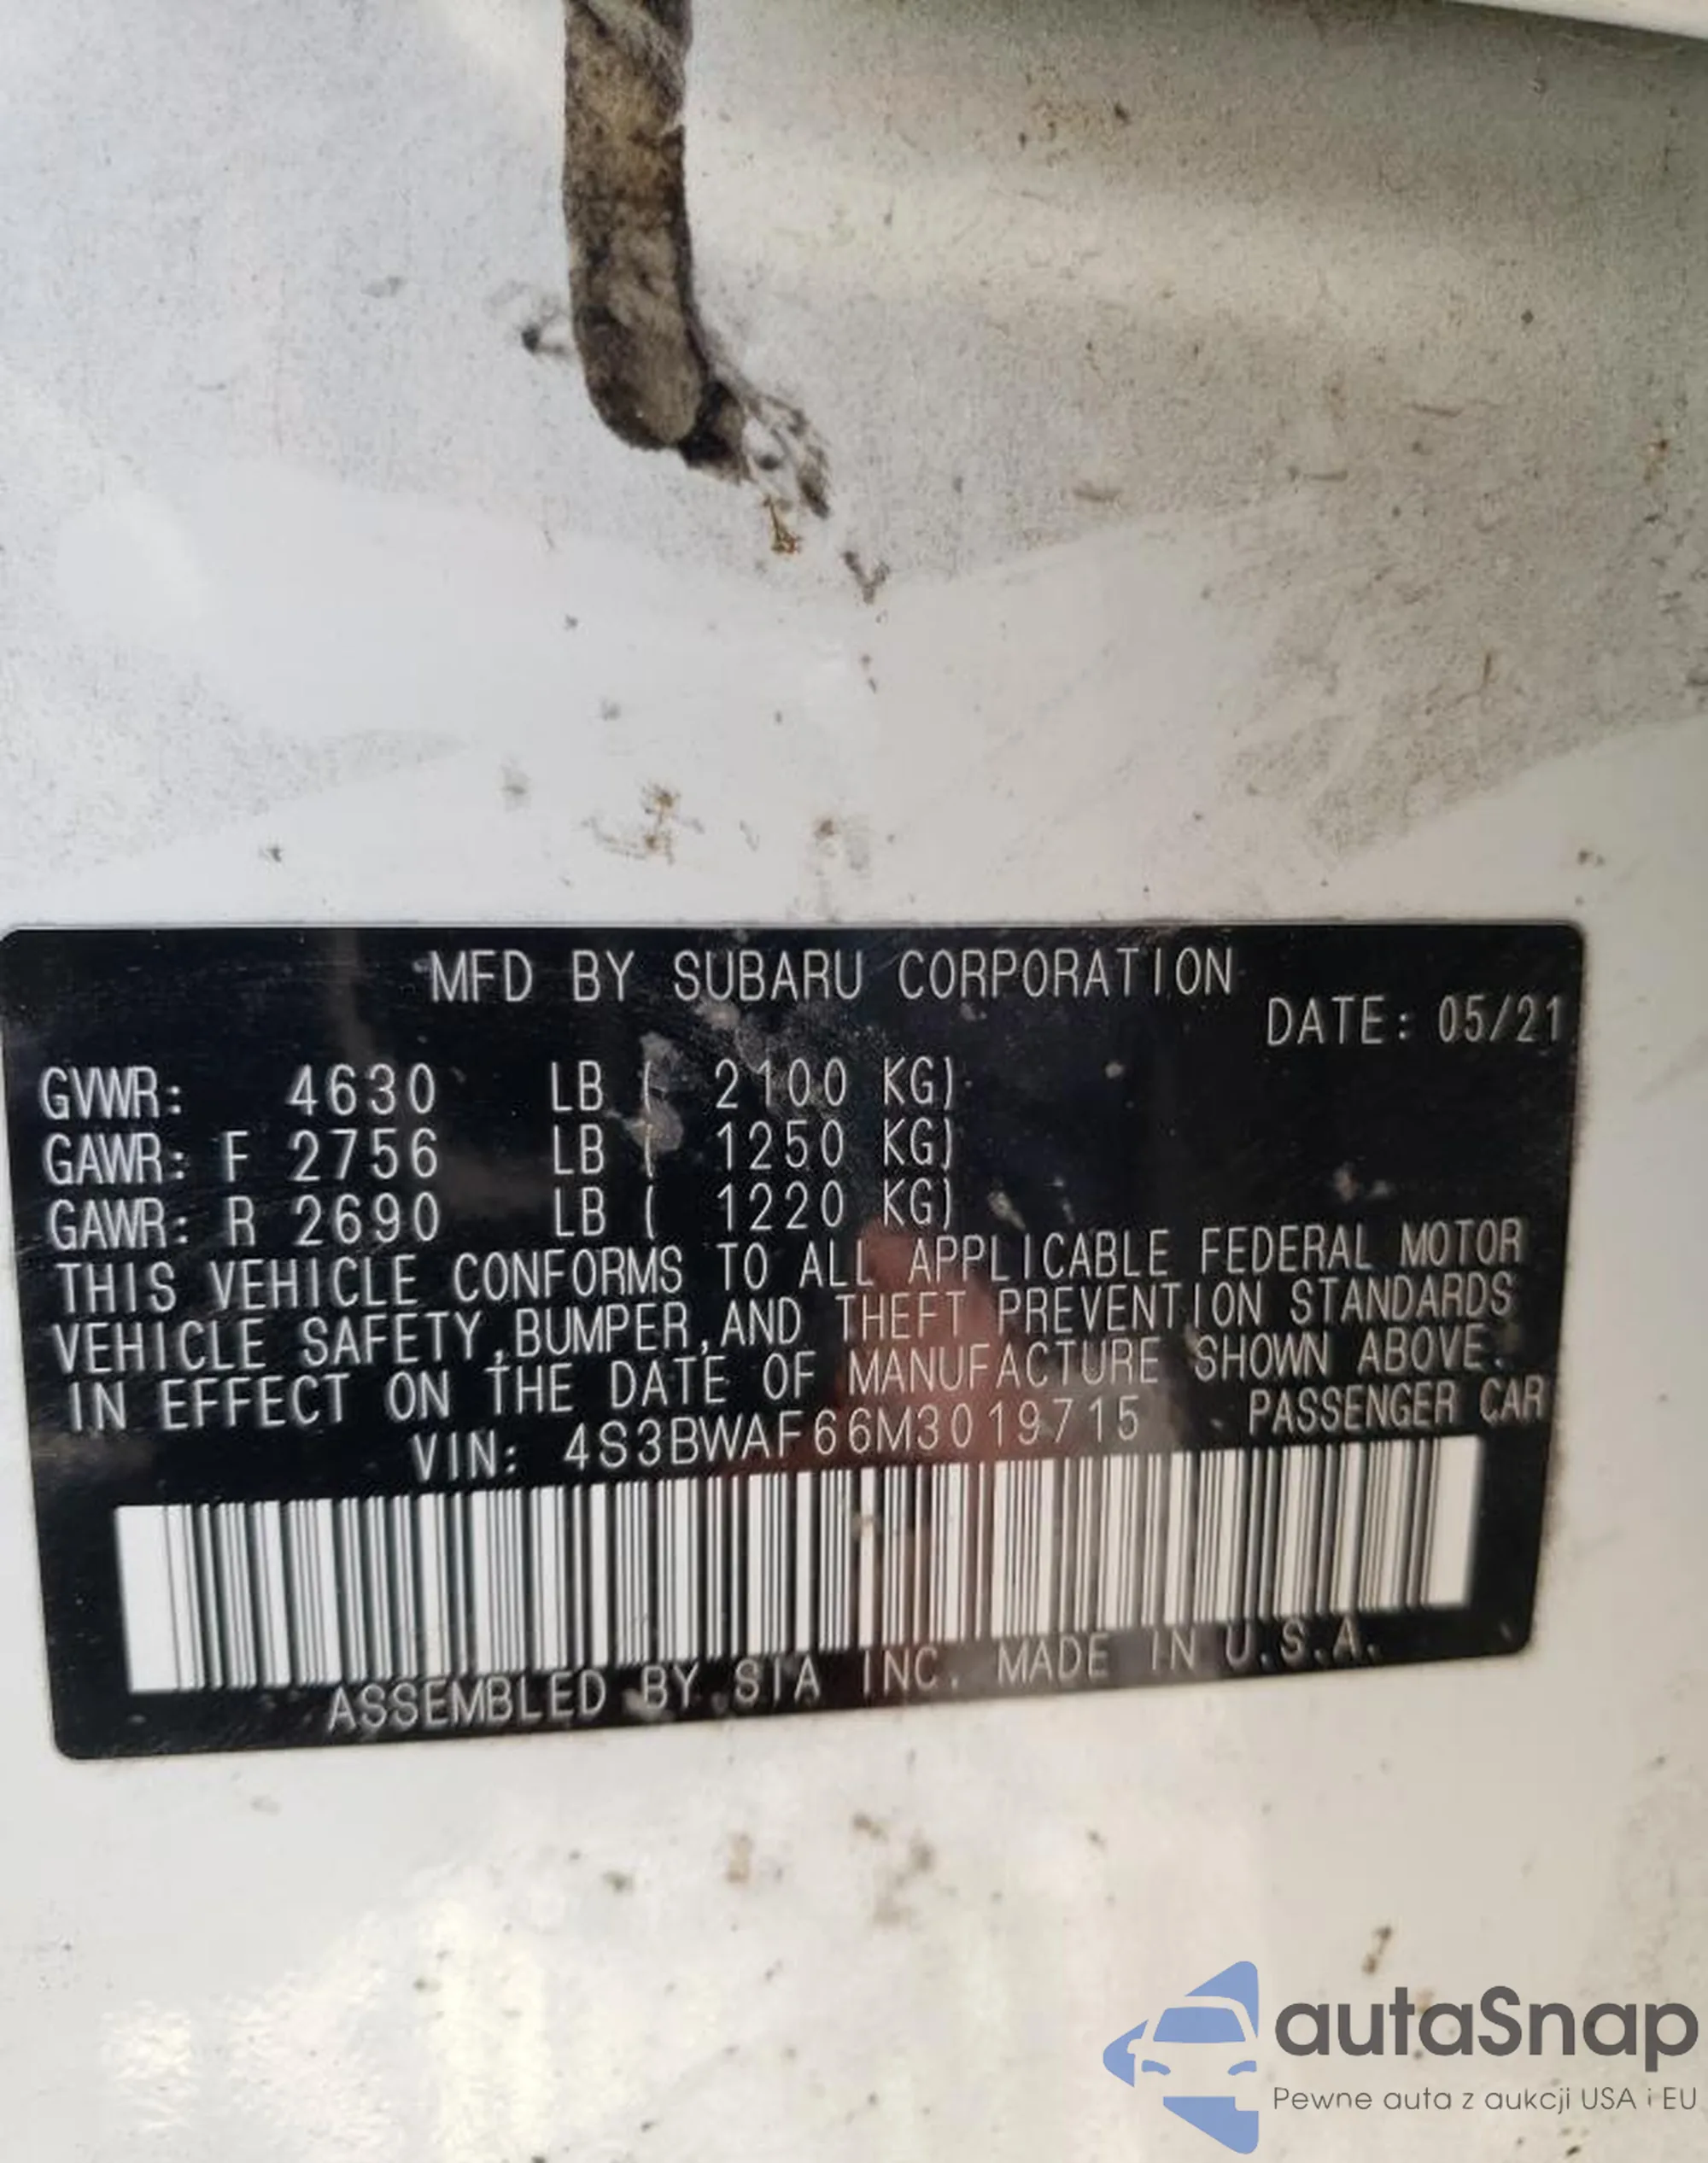 MFD BY SUBARU CORPORATION
DATE: 05/21
GVWR: 4630 LB ( 2100 KG)
GAWR: F 2756 LB ( 1250 KG)
GAWR: R 2690 LB ( 1220 KG)
THIS VEHICLE CONFORMS TO ALL APPLICABLE FEDERAL MOTOR
VEHICLE SAFETY,BUMPER,AND THEFT PREVENTION STANDARDS
IN EFFECT ON THE DATE OF MANUFACTURE SHOWN ABOVE.
VIN: 4S3BWAF66M3019715 PASSENGER CAR
ASSEMBLED BY SIA INC. MADE IN U.S.A.
autaSnap
Pewne auta z aukcji USA i EU